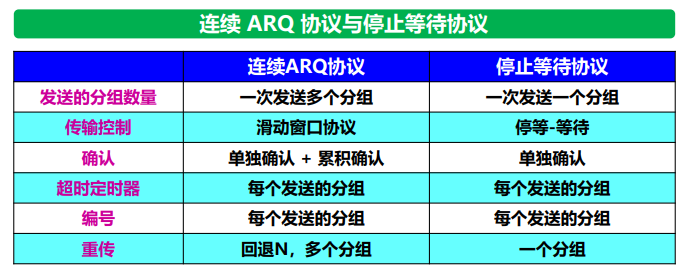 连续 ARQ 协议与停止等待协议
连续ARQ协议 停止等待协议
发送的分组数量 一次发送多个分组 一次发送一个分组
传输控制 滑动窗口协议 停等-等待
确认 单独确认 + 累积确认 单独确认
超时定时器 每个发送的分组 每个发送的分组
编号 每个发送的分组 每个发送的分组
重传 回退N，多个分组 一个分组